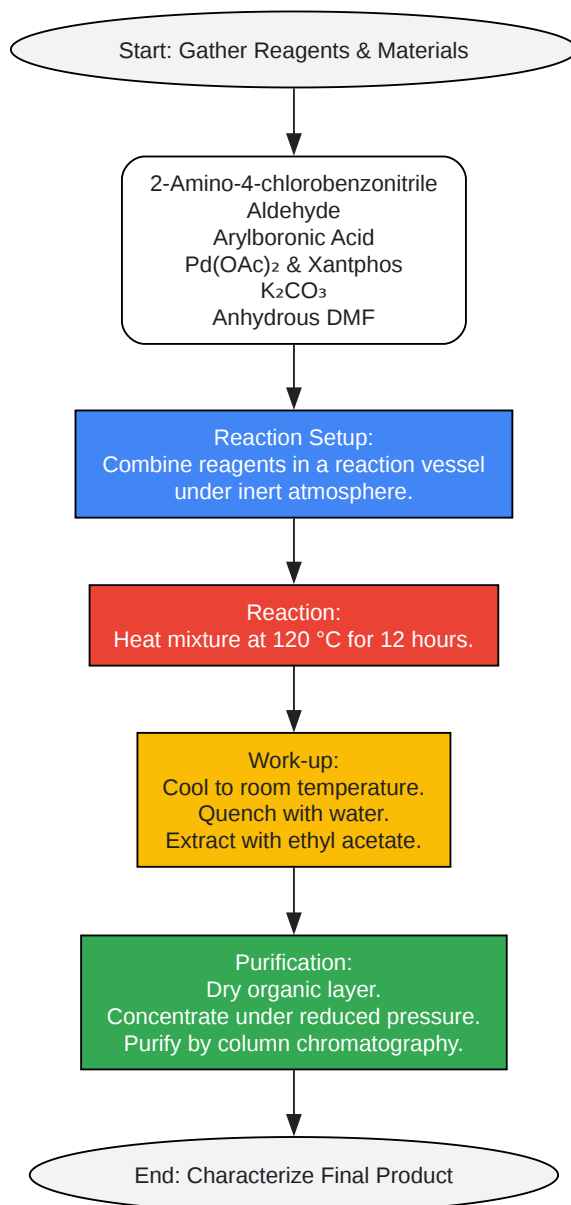 Start: Gather Reagents & Materials
2-Amino-4-chlorobenzonitrile
Aldehyde
Arylboronic Acid
Pd(OAc)₂ & Xantphos
K₂CO₃
Anhydrous DMF
Reaction Setup:
Combine reagents in a reaction vessel
under inert atmosphere.
Reaction:
Heat mixture at 120 °C for 12 hours.
Work-up:
Cool to room temperature.
Quench with water.
Extract with ethyl acetate.
Purification:
Dry organic layer.
Concentrate under reduced pressure.
Purify by column chromatography.
End: Characterize Final Product